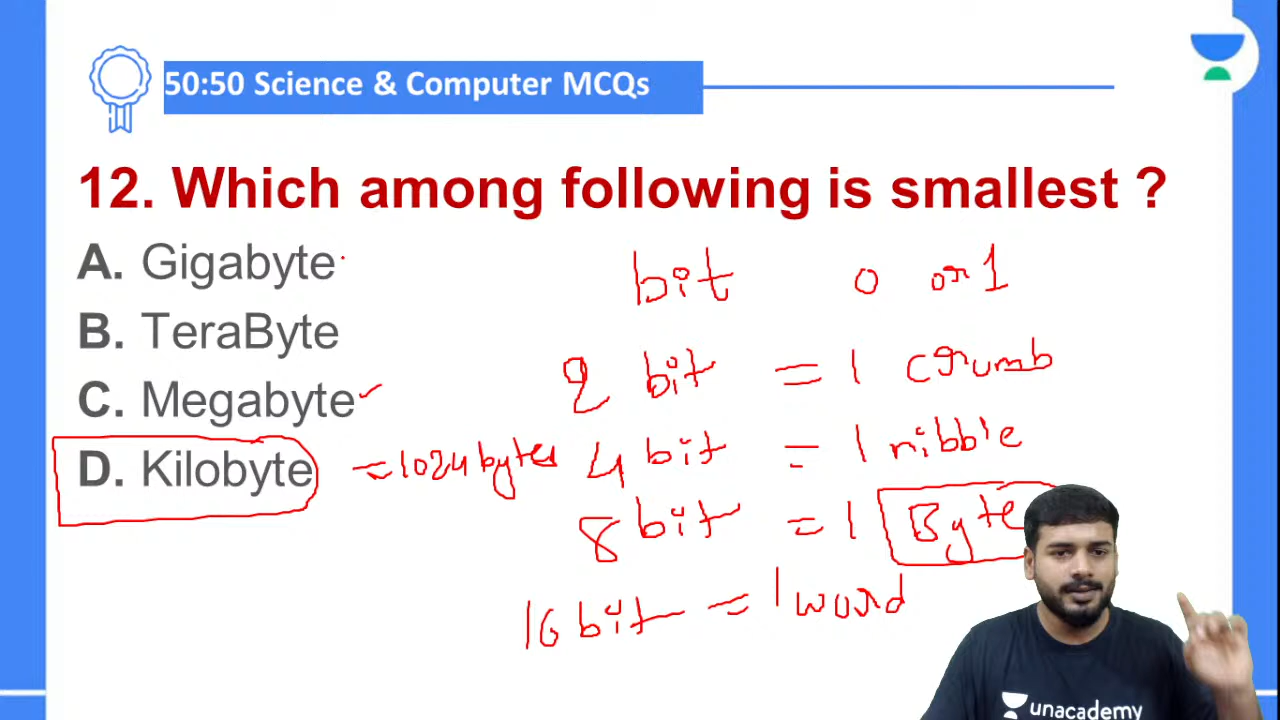 50:50 Science & Computer MCQs
12. Which among following is smallest ?
A. Gigabyte
bit 0 or 1
B. TeraByte
2 bit = 1 crumb
C. Megabyte
D. Kilobyte = 1024 bytes
4 bit = 1 nibble
8 bit = 1 Byte
16 bit = 1 word
unacademy